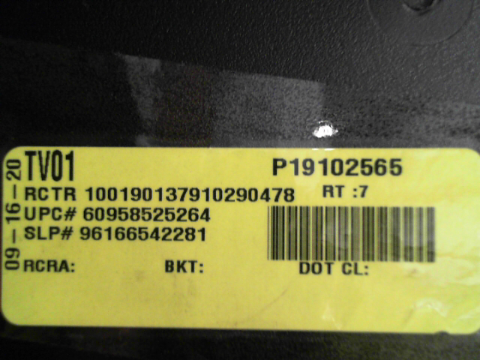 09-16-20
TV01 P19102565
RCTR 100190137910290478 RT :7
UPC# 60958525264
SLP# 96166542281
RCRA: BKT: DOT CL: